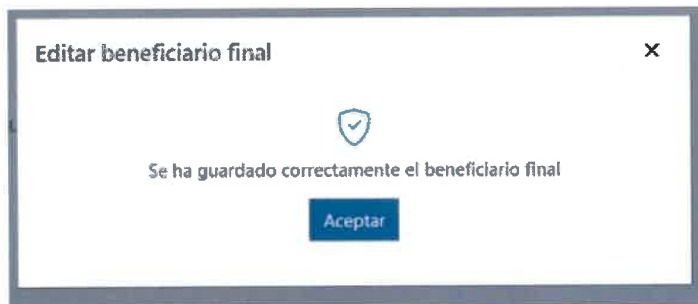 Editar beneficiario final
Se ha guardado correctamente el beneficiario final
Aceptar